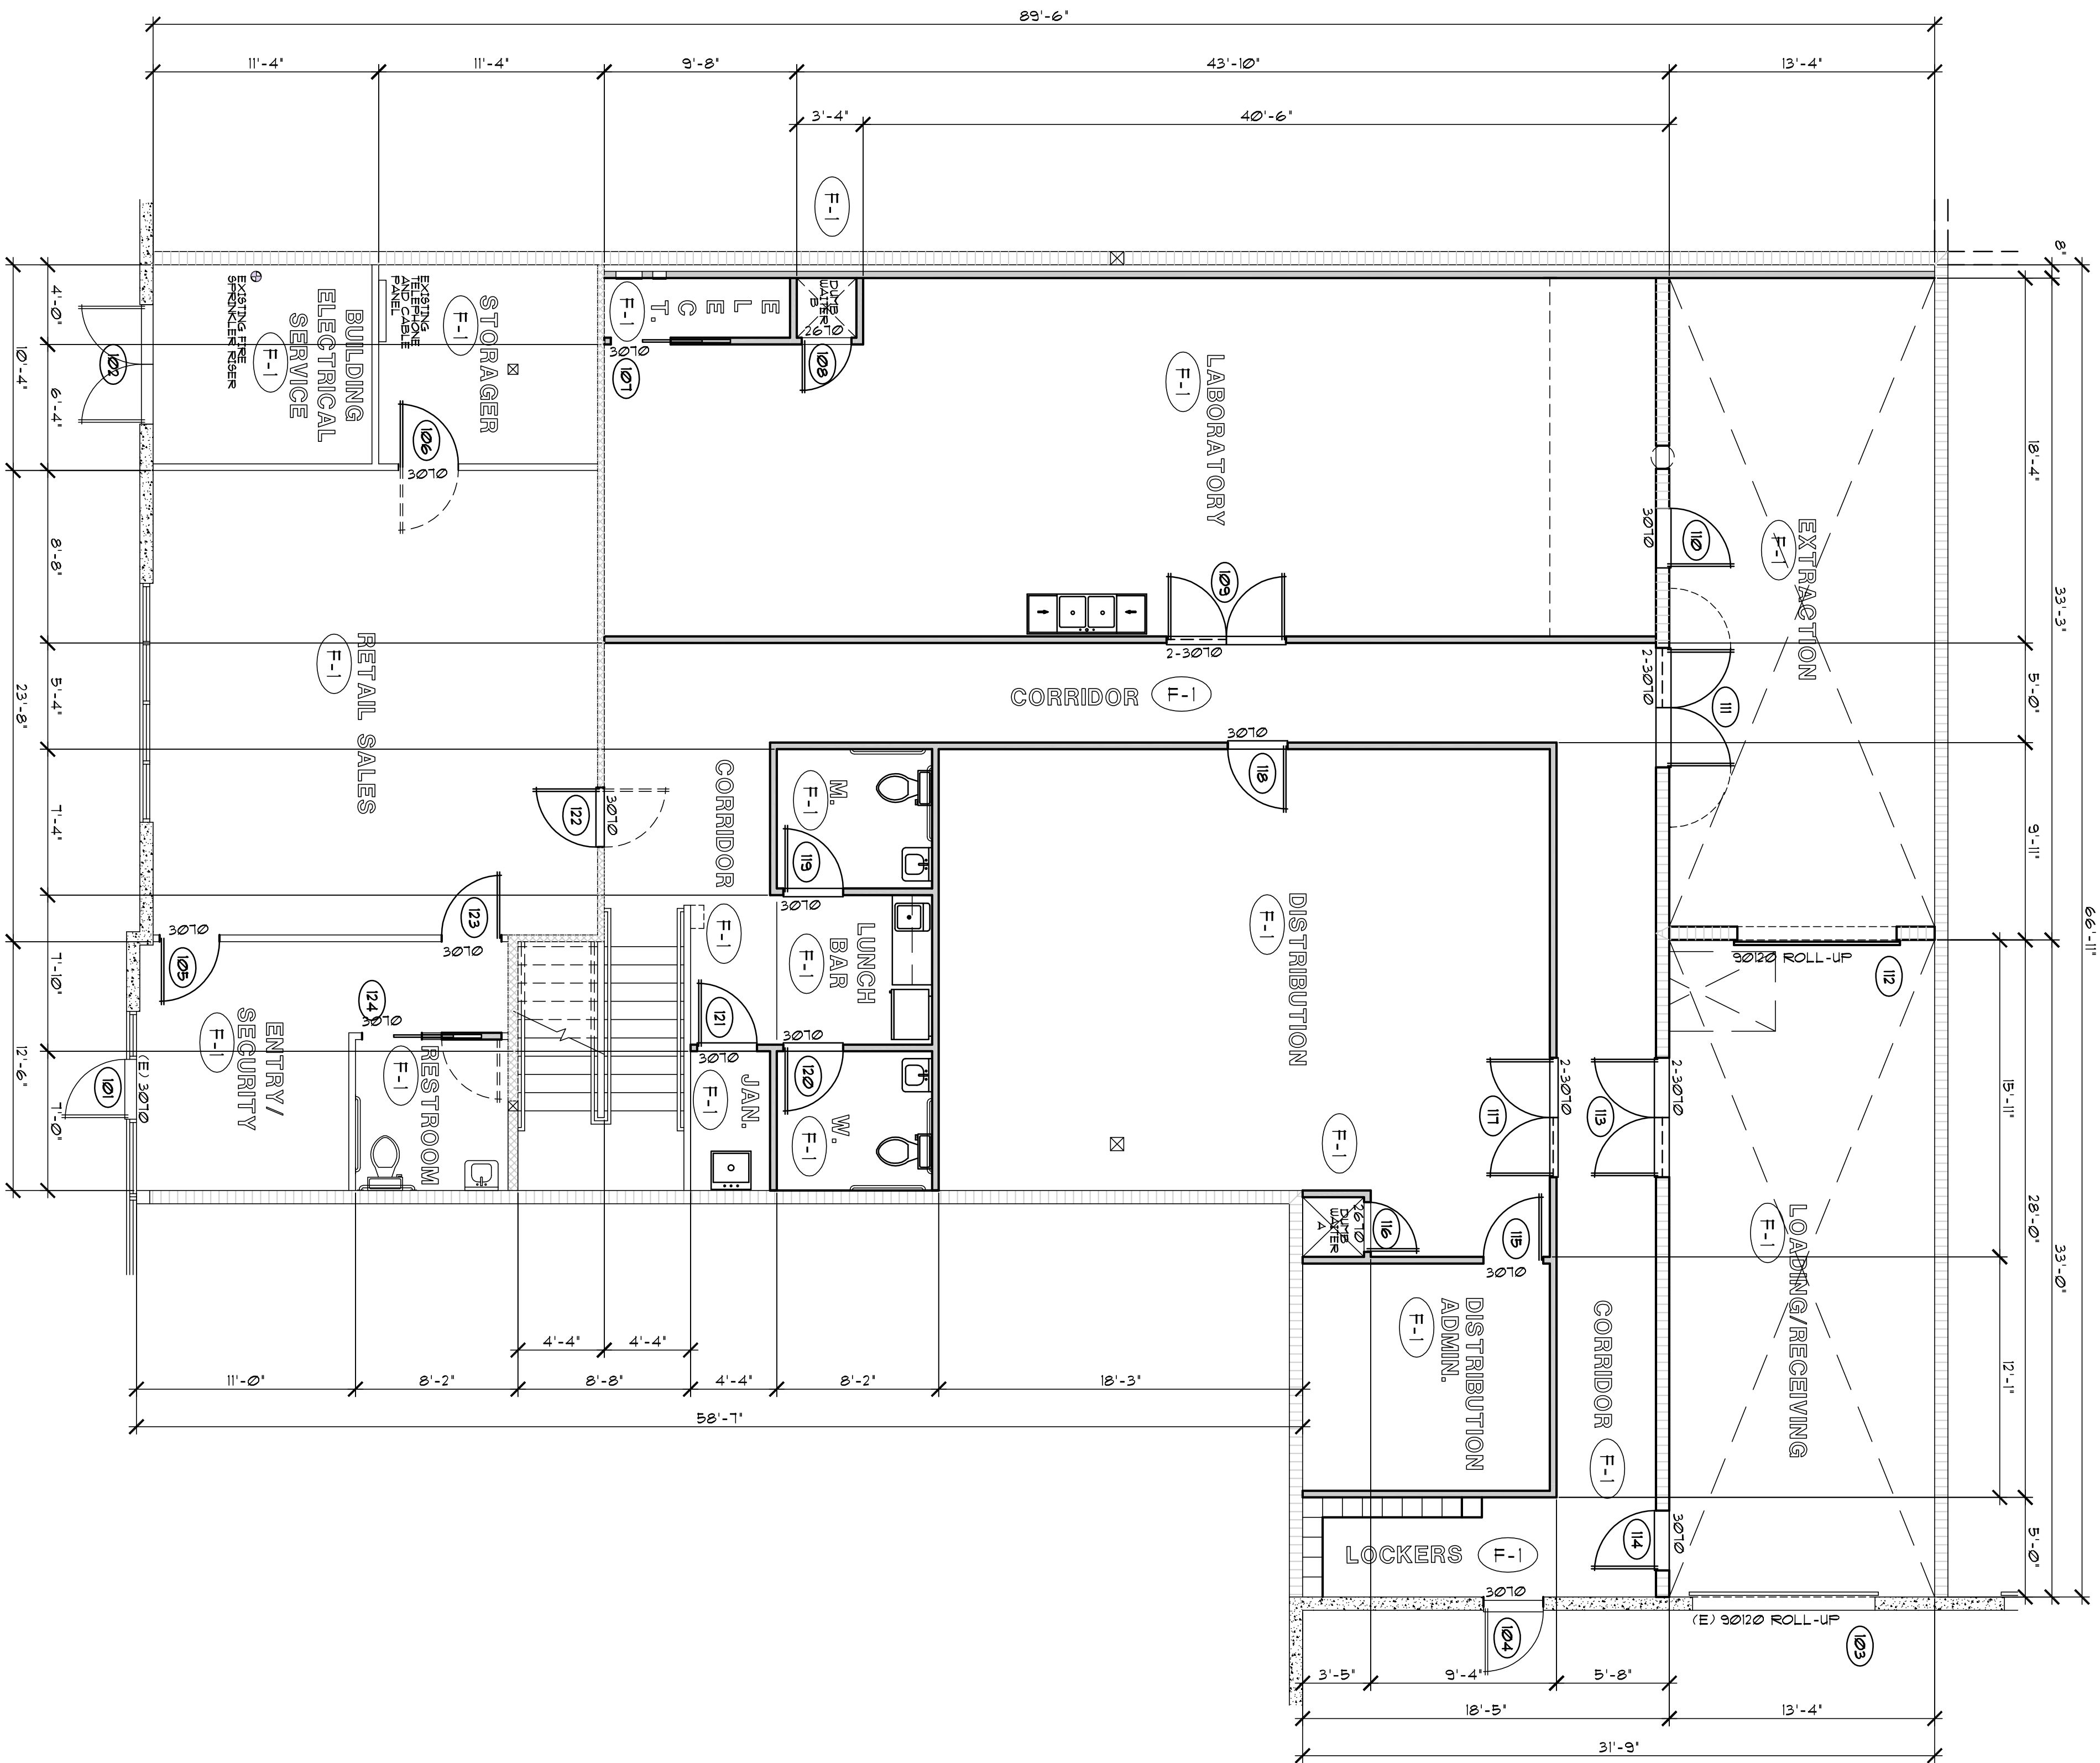 89'-6"
11'-4"
11'-4"
9'-8"
43'-10"
13'-4"
3'-4"
40'-6"
F-1
8"
4'-0"
10'-4"
6'-4"
8'-8"
5'-4"
23'-8"
7'-4"
7'-10"
12'-6"
7'-0"
EXISTING FIRE
SPRINKLER RISER
BUILDING
ELECTRICAL
SERVICE
F-1
102
EXISTING
TELEPHONE
AND CABLE
PANEL
STORAGER
F-1
106
3070
ELECT.
F-1
3070
107
DUMB
WAITER
B
2670
108
LABORATORY
F-1
109
2-3070
EXTRACTION
F-1
3070
110
2-3070
111
18'-4"
33'-3"
5'-0"
9'-11"
66'-11"
CORRIDOR F-1
RETAIL SALES
F-1
122
3070
CORRIDOR
F-1
M.
F-1
119
3070
3070
118
DISTRIBUTION
F-1
123
3070
3070
105
124
3070
ENTRY/
SECURITY
F-1
(E) 3070
101
RESTROOM
F-1
121
3070
JAN.
F-1
LUNCH
BAR
F-1
3070
120
W.
F-1
F-1
2-3070
117
2-3070
113
90120 ROLL-UP
112
15'-11"
28'-0"
33'-0"
12'-1"
5'-0"
LOADING/RECEIVING
F-1
DUMB
WAITER
A
2670
116
115
3070
DISTRIBUTION
ADMIN.
F-1
CORRIDOR
F-1
3070
114
LOCKERS F-1
3070
104
(E) 90120 ROLL-UP
103
4'-4"
4'-4"
11'-0"
8'-2"
8'-8"
4'-4"
8'-2"
18'-3"
58'-7"
3'-5"
9'-4"
5'-8"
18'-5"
13'-4"
31'-9"